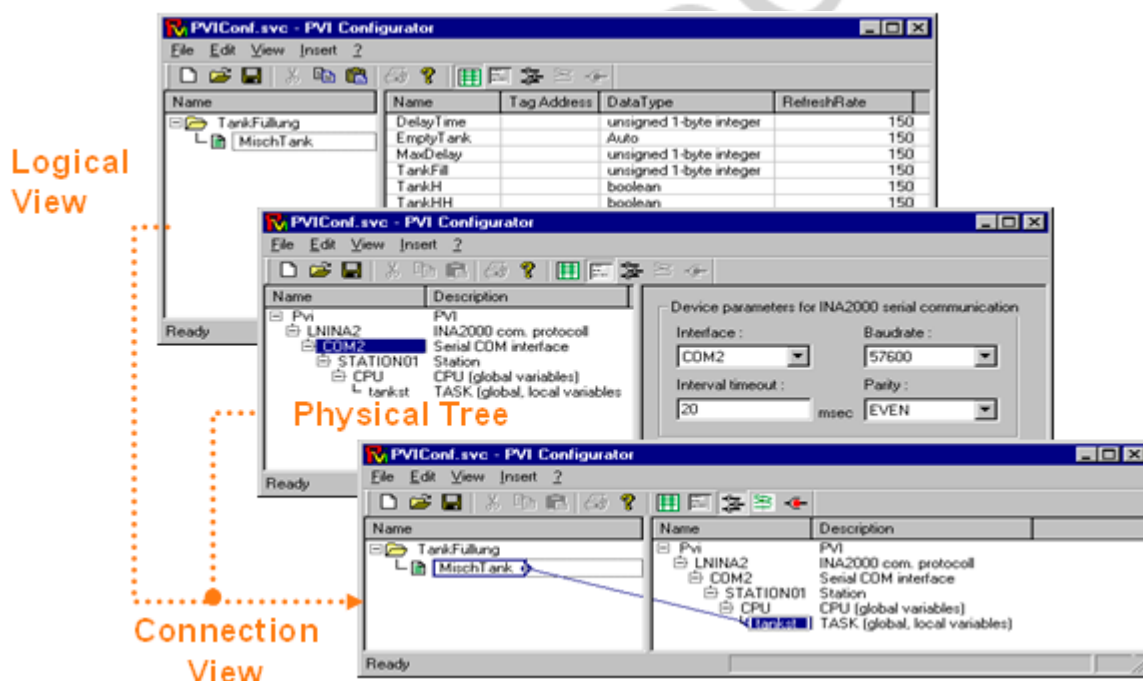 PVIConf.svc - PVI Configurator
File Edit View Insert ?
Name
TankFüllung
MischTank
Name Tag Address DataType RefreshRate
DelayTime unsigned 1-byte integer 150
EmptyTank Auto 150
MaxDelay unsigned 1-byte integer 150
TankFill unsigned 1-byte integer 150
TankH boolean 150
TankHH boolean 150
Ready
Logical
View
PVIConf.svc - PVI Configurator
File Edit View Insert ?
Name Description
Pvi PVI
LNINA2 INA2000 com. protocoll
COM2 Serial COM interface
STATION01 Station
CPU CPU (global variables)
tankst TASK (global, local variables
Device parameters for INA2000 serial communication
Interface : Baudrate :
COM2 57600
Interval timeout : Parity :
20 msec EVEN
Physical Tree
Ready
PVIConf.svc - PVI Configurator
File Edit View Insert ?
Name
TankFüllung
MischTank
Name Description
Pvi PVI
LNINA2 INA2000 com. protocoll
COM2 Serial COM interface
STATION01 Station
CPU CPU (global variables)
tankst TASK (global, local variables)
Ready
Connection
View